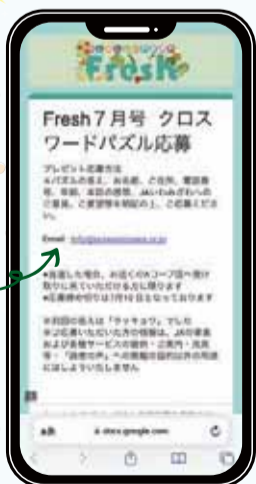 Fresh
Fresh７月号 クロス
ワードパズル応募
プレゼント応募方法
※パズルの答え、お名前、ご住所、電話番
号、年齢、本誌の感想、JAいわみざわへの
ご意見、ご要望等を明記の上、ご応募くださ
い。
Email :
※当選した場合、お近くのAコープ店へ受け
取りに来ていただける方に限ります
※応募締め切りは7月10日となっております
※前回の答えは「ラッキョウ」でした
※ご応募いただいた方の情報は、JAの事業
および各種サービスの提供・ご案内・
等・「読者の声」への掲載の目的以外の用途
にはしよういたしません
docs.google.com